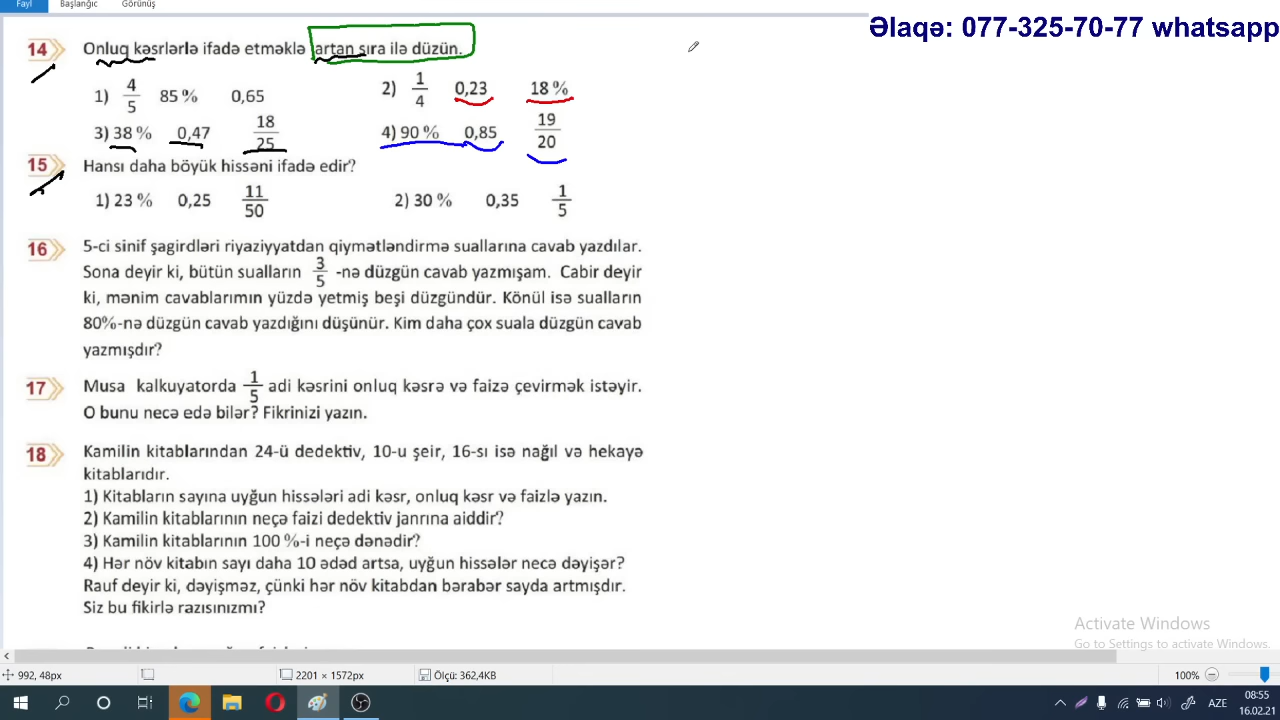 Fayl Başlanğıc Görünüş
Əlaqə: 077-325-70-77 whatsapp
14 Onluq kəsrlərlə ifadə etməklə artan sıra ilə düzün.
1) 4/5 85 % 0,65 2) 1/4 0,23 18 %
3) 38 % 0,47 18/25 4) 90 % 0,85 19/20
15 Hansı daha böyük hissəni ifadə edir?
1) 23 % 0,25 11/50 2) 30 % 0,35 1/5
16 5-ci sinif şagirdləri riyaziyyatdan qiymətləndirmə suallarına cavab yazdılar.
Sona deyir ki, bütün sualların 3/5 -nə düzgün cavab yazmışam. Cabir deyir
ki, mənim cavablarımın yüzdə yetmiş beşi düzgündür. Könül isə sualların
80%-nə düzgün cavab yazdığını düşünür. Kim daha çox suala düzgün cavab
yazmışdır?
17 Musa kalkuyatorda 1/5 adi kəsrini onluq kəsrə və faizə çevirmək istəyir.
O bunu necə edə bilər? Fikrinizi yazın.
18 Kamilin kitablarından 24-ü dedektiv, 10-u şeir, 16-sı isə nağıl və hekayə
kitablarıdır.
1) Kitabların sayına uyğun hissələri adi kəsr, onluq kəsr və faizlə yazın.
2) Kamilin kitablarının neçə faizi dedektiv janrına aiddir?
3) Kamilin kitablarının 100 %-i neçə dənədir?
4) Hər növ kitabın sayı daha 10 ədəd artsa, uyğun hissələr necə dəyişər?
Rauf deyir ki, dəyişməz, çünki hər növ kitabdan bərabər sayda artmışdır.
Siz bu fikirlə razısınızmı?
Activate Windows
Go to Settings to activate Windows.
992, 48px 2201 × 1572px Ölçü: 362,4KB 100%
AZE 08:55
16.02.21